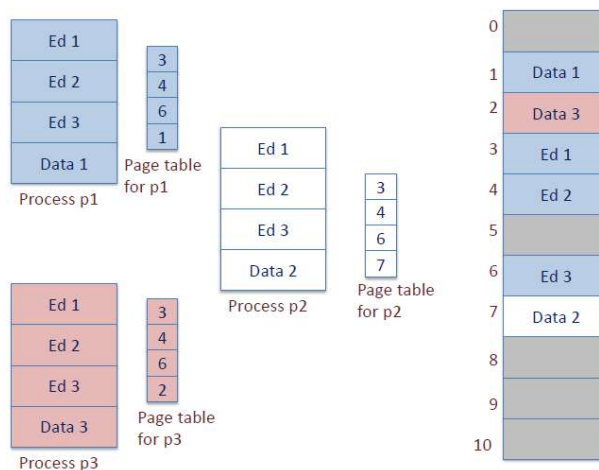 Ed 1
Ed 2
Ed 3
Data 1
Process p1
3
4
6
1
Page table
for p1
Ed 1
Ed 2
Ed 3
Data 2
Process p2
3
4
6
7
Page table
for p2
Ed 1
Ed 2
Ed 3
Data 3
Process p3
3
4
6
2
Page table
for p3
0
1 Data 1
2 Data 3
3 Ed 1
4 Ed 2
5
6 Ed 3
7 Data 2
8
9
10